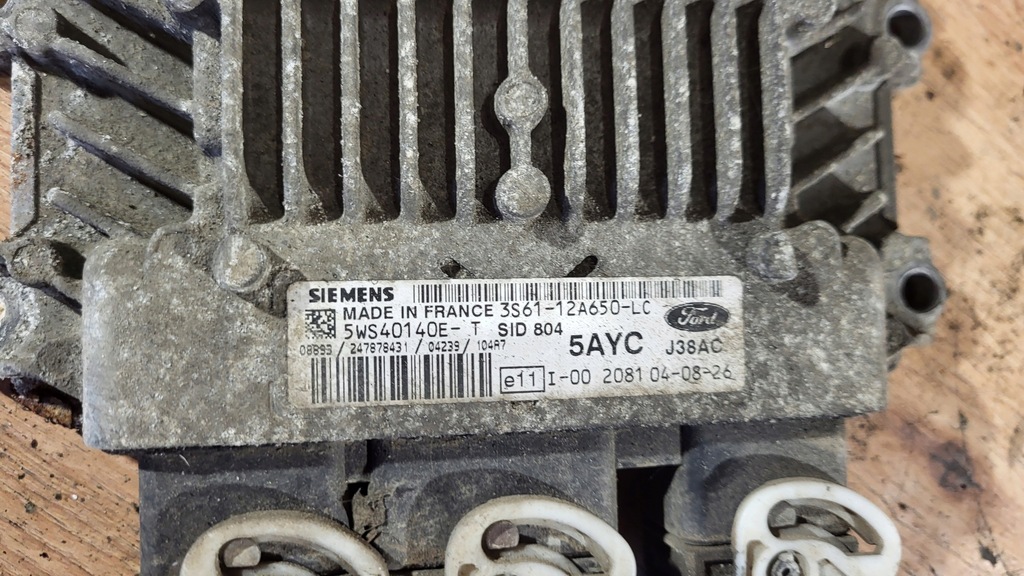 SIEMENS
MADE IN FRANCE 3S61-12A650-LC
5WS40140E- T SID 804
Ford
08893/247878431/04239/104A7
5AYC J38AC
e11 I-00 2081 04-08-26